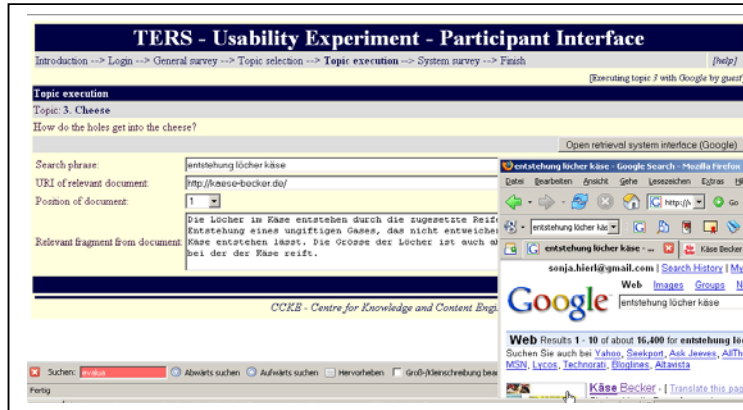 TERS - Usability Experiment - Participant Interface
Introduction --> Login --> General survey --> Topic selection --> Topic execution --> System survey --> Finish [help]
[Executing topic 3 with Google by guest]
Topic execution
Topic: 3. Cheese
How do the holes get into the cheese?
Open retrieval system interface (Google)
Search phrase: entstehung löcher käse
URI of relevant document: http://kaese-becker.de/
Position of document: 1
Relevant fragment from document:
Die Löcher im Käse entstehen durch die zugesetzte Reife
Entstehung eines ungiftigen Gases, das nicht entweicher
Käse entstehen lässt. Die Grösse der Löcher ist auch ab
bei der der Käse reift.
CCKE - Centre for Knowledge and Content Engi
entstehung löcher käse - Google Search - Mozilla Firefox
Datei Bearbeiten Ansicht Gehe Lesezeichen Extras
G http:// Go
entstehung löcher käs
entstehung löcher käse - ... Käse Becker
sonja.hierl@gmail.com | Search History | My
Web Images Groups N
Google entstehung löcher käse
Web Results 1 - 10 of about 16,400 for entstehung lö
Suchen Sie auch bei Yahoo, Seekport, Ask Jeeves, AllTh
MSN, Lycos, Technorati, Bloglines, Altavista
Käse Becker - [ Translate this pag
Suchen: evalua Abwärts suchen Aufwärts suchen Hervorheben Groß-/Kleinschreibung bea
Fertig